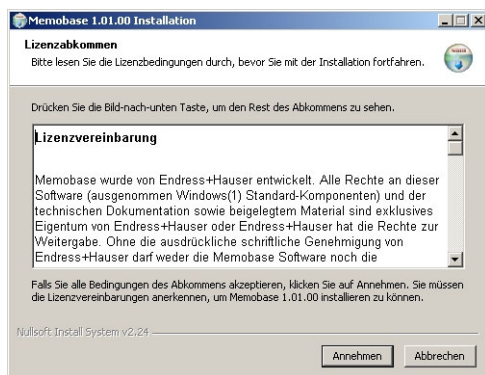 Memobase 1.01.00 Installation
Lizenzabkommen
Bitte lesen Sie die Lizenzbedingungen durch, bevor Sie mit der Installation fortfahren.
Drücken Sie die Bild-nach-unten Taste, um den Rest des Abkommens zu sehen.
Lizenzvereinbarung
Memobase wurde von Endress+Hauser entwickelt. Alle Rechte an dieser
Software (ausgenommen Windows(1) Standard-Komponenten) und der
technischen Dokumentation sowie beigelegtem Material sind exklusives
Eigentum von Endress+Hauser oder Endress+Hauser hat die Rechte zur
Weitergabe. Ohne die ausdrückliche schriftliche Genehmigung von
Endress+Hauser darf weder die Memobase Software noch die
Falls Sie alle Bedingungen des Abkommens akzeptieren, klicken Sie auf Annehmen. Sie müssen
die Lizenzvereinbarungen anerkennen, um Memobase 1.01.00 installieren zu können.
Nullsoft Install System v2.24
Annehmen
Abbrechen